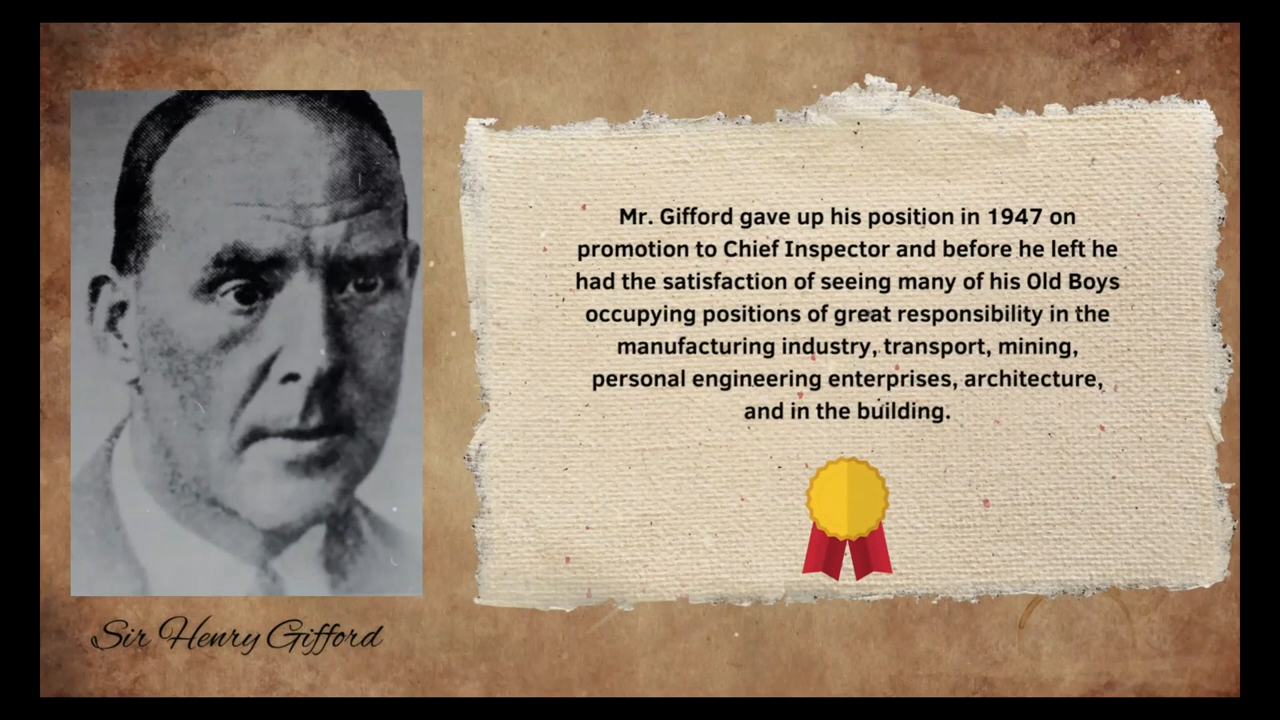 Mr. Gifford gave up his position in 1947 on
promotion to Chief Inspector and before he left he
had the satisfaction of seeing many of his Old Boys
occupying positions of great responsibility in the
manufacturing industry, transport, mining,
personal engineering enterprises, architecture,
and in the building.
Sir Henry Gifford